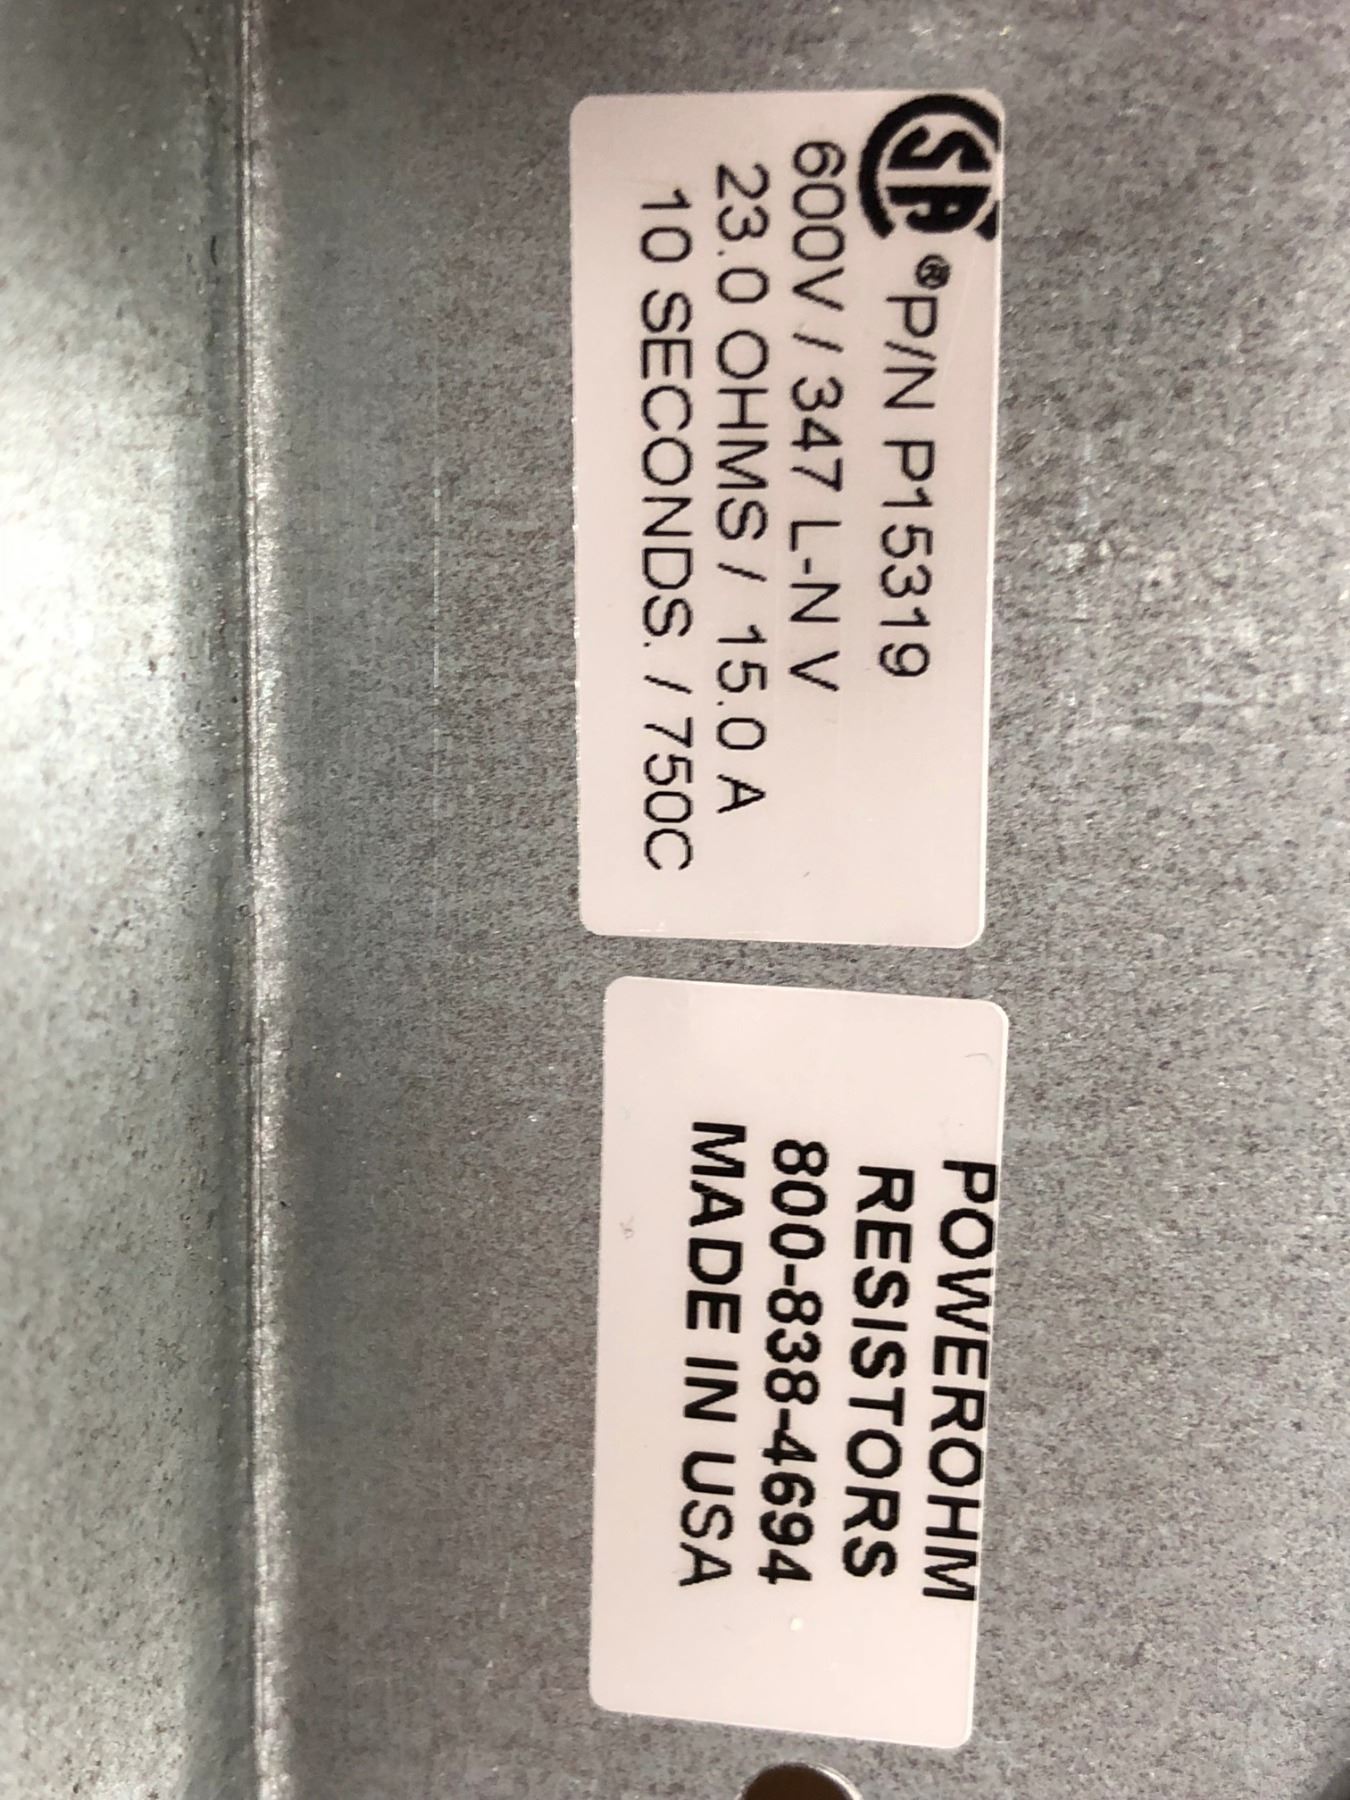 CSA® P/N P15319
600V / 347 L-N V
23.0 OHMS / 15.0 A
10 SECONDS. / 750C
POWEROHM
RESISTORS
800-838-4694
MADE IN USA